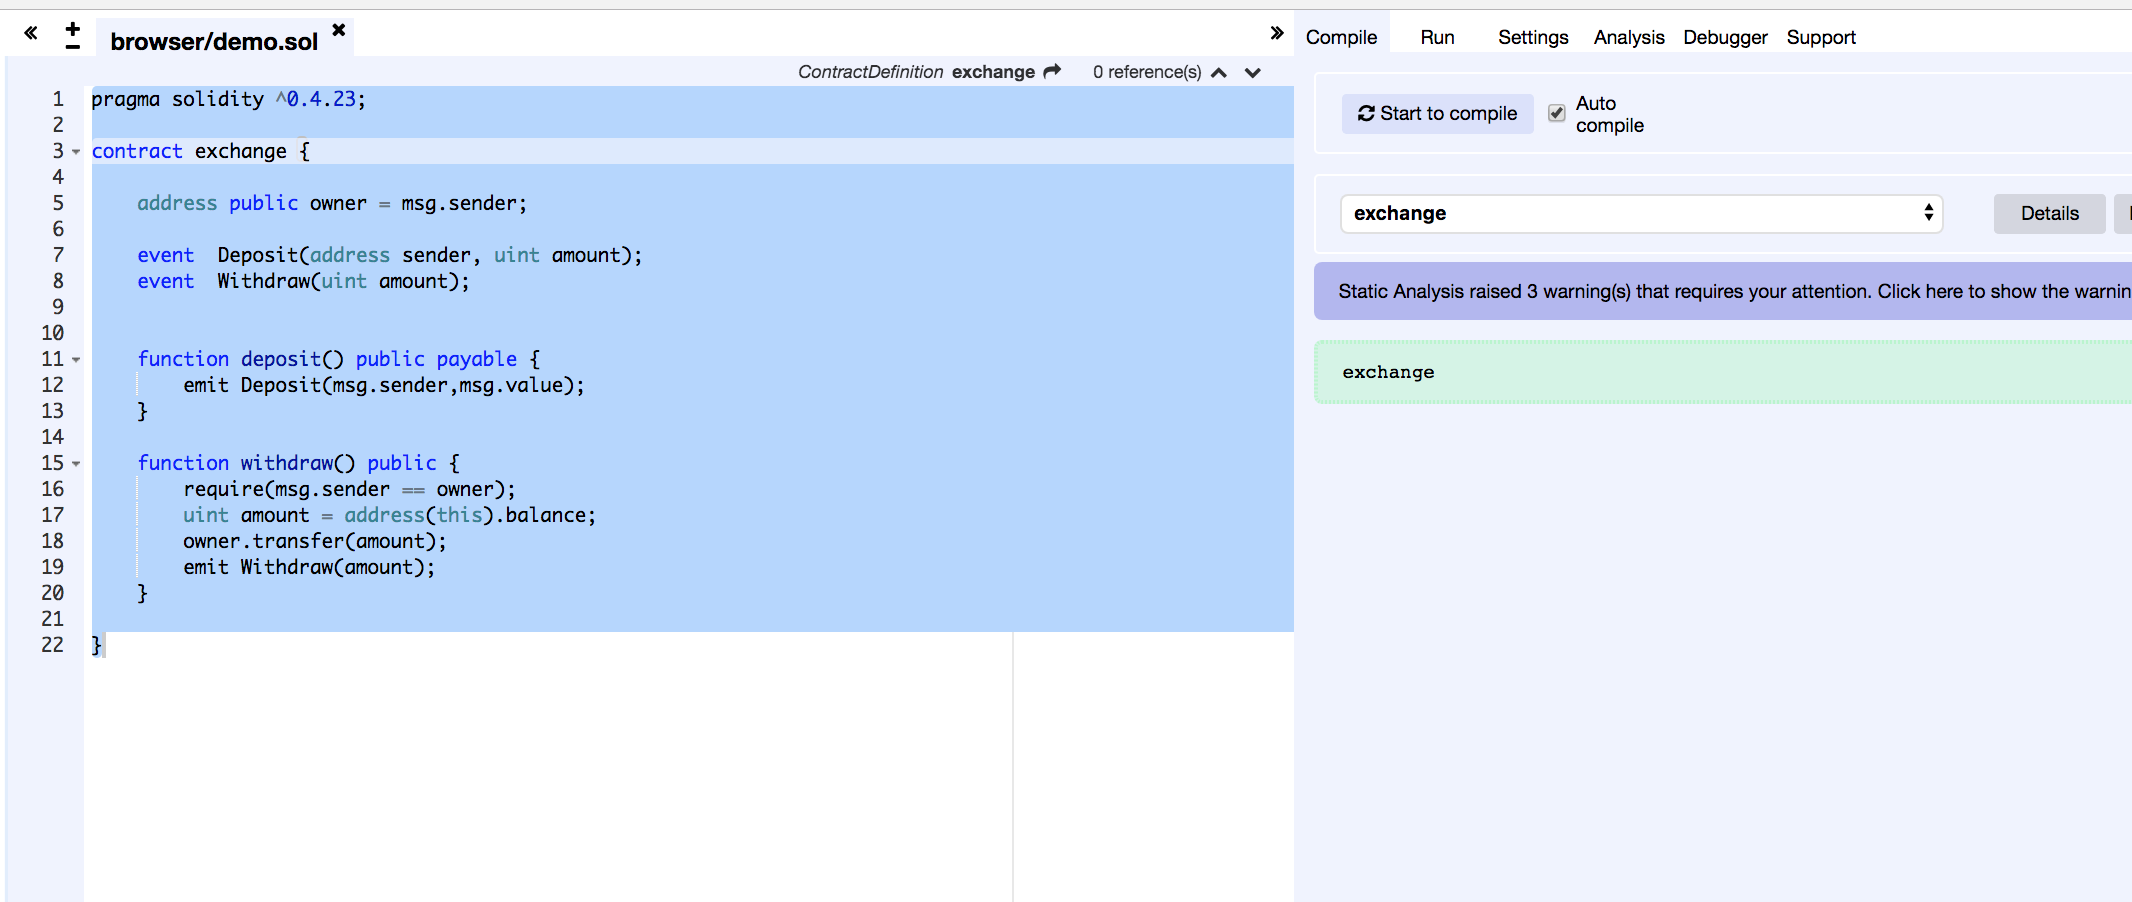 browser/demo.sol
ContractDefinition exchange 0 reference(s)
1 pragma solidity ^0.4.23;
2
3 contract exchange {
4
5 address public owner = msg.sender;
6
7 event  Deposit(address sender, uint amount);
8 event  Withdraw(uint amount);
9
10
11 function deposit() public payable {
12 emit Deposit(msg.sender,msg.value);
13 }
14
15 function withdraw() public {
16 require(msg.sender == owner);
17 uint amount = address(this).balance;
18 owner.transfer(amount);
19 emit Withdraw(amount);
20 }
21
22 }
Compile Run Settings Analysis Debugger Support
Start to compile
Auto
compile
exchange
Details
Static Analysis raised 3 warning(s) that requires your attention. Click here to show the warnin
exchange